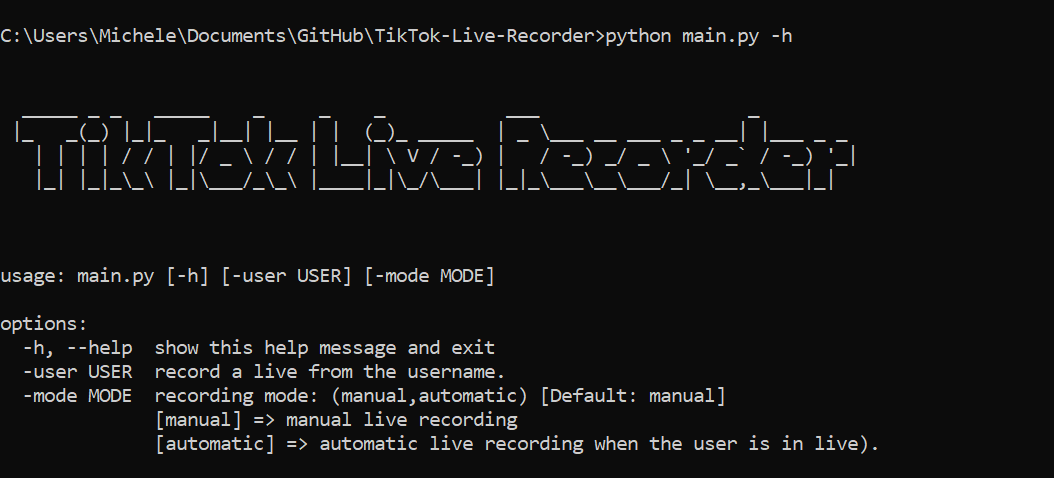 C:\Users\Michele\Documents\GitHub\TikTok-Live-Recorder>python main.py -h
TikTok Live Recorder
usage: main.py [-h] [-user USER] [-mode MODE]
options:
-h, --help show this help message and exit
-user USER record a live from the username.
-mode MODE recording mode: (manual,automatic) [Default: manual]
[manual] => manual live recording
[automatic] => automatic live recording when the user is in live).